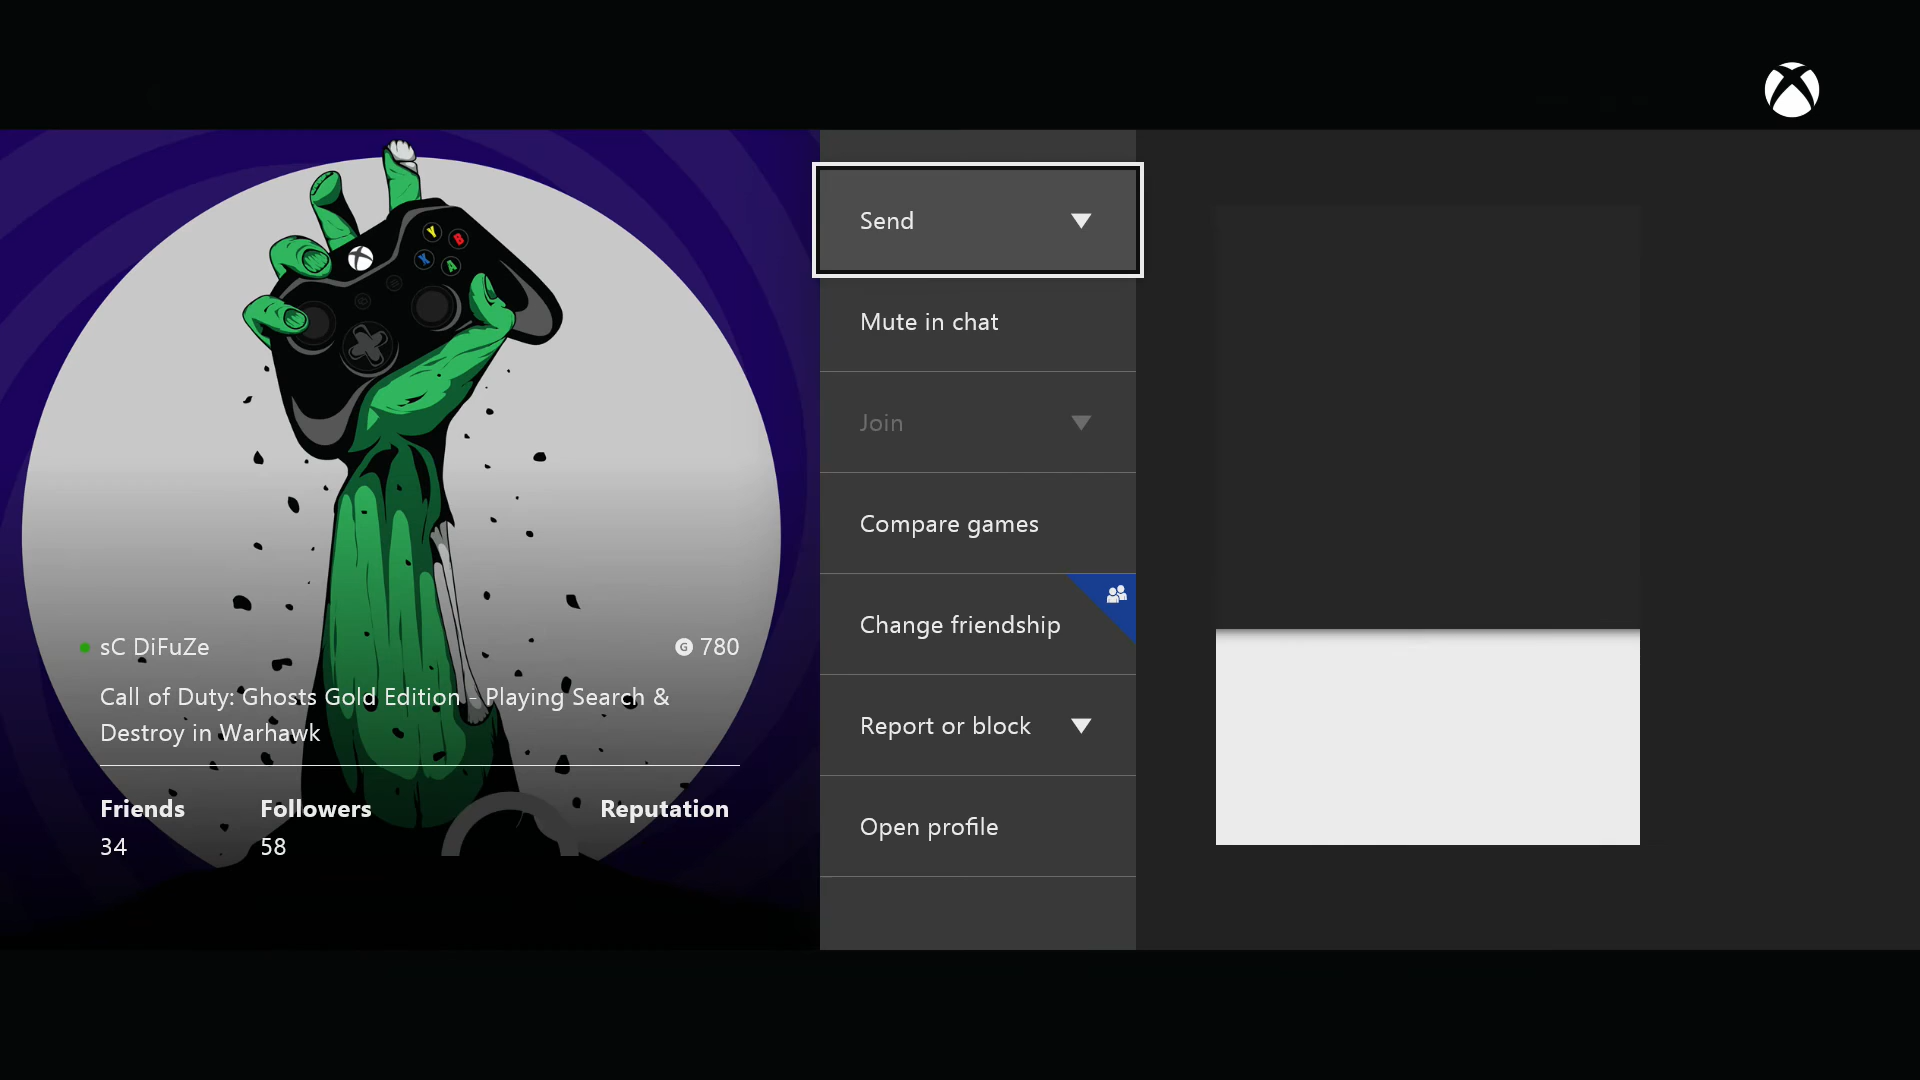 Y
B
X
A
sC DiFuZe
G 780
Call of Duty: Ghosts Gold Edition - Playing Search &
Destroy in Warhawk
Friends
34
Followers
58
Reputation
Send
Mute in chat
Join
Compare games
Change friendship
Report or block
Open profile